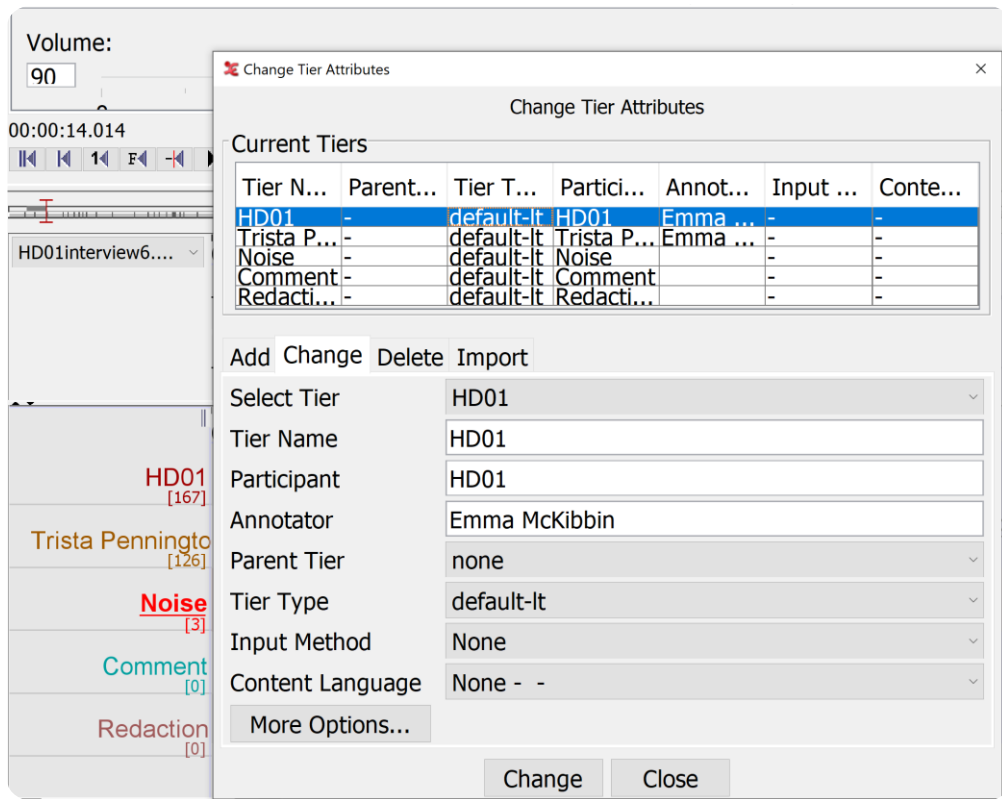 Volume:
90
0
00:00:14.014
1 F
HD01interview6....
HD01
[167]
Trista Penningto
[126]
Noise
[3]
Comment
[0]
Redaction
[0]
Change Tier Attributes
Change Tier Attributes
Current Tiers
Tier N... Parent... Tier T... Partici... Annot... Input ... Conte...
HD01 - default-lt HD01 Emma ... - -
Trista P... - default-lt Trista P... Emma ... - -
Noise - default-lt Noise - -
Comment - default-lt Comment - -
Redacti... - default-lt Redacti... - -
Add Change Delete Import
Select Tier HD01
Tier Name HD01
Participant HD01
Annotator Emma McKibbin
Parent Tier none
Tier Type default-lt
Input Method None
Content Language None - -
More Options...
Change Close